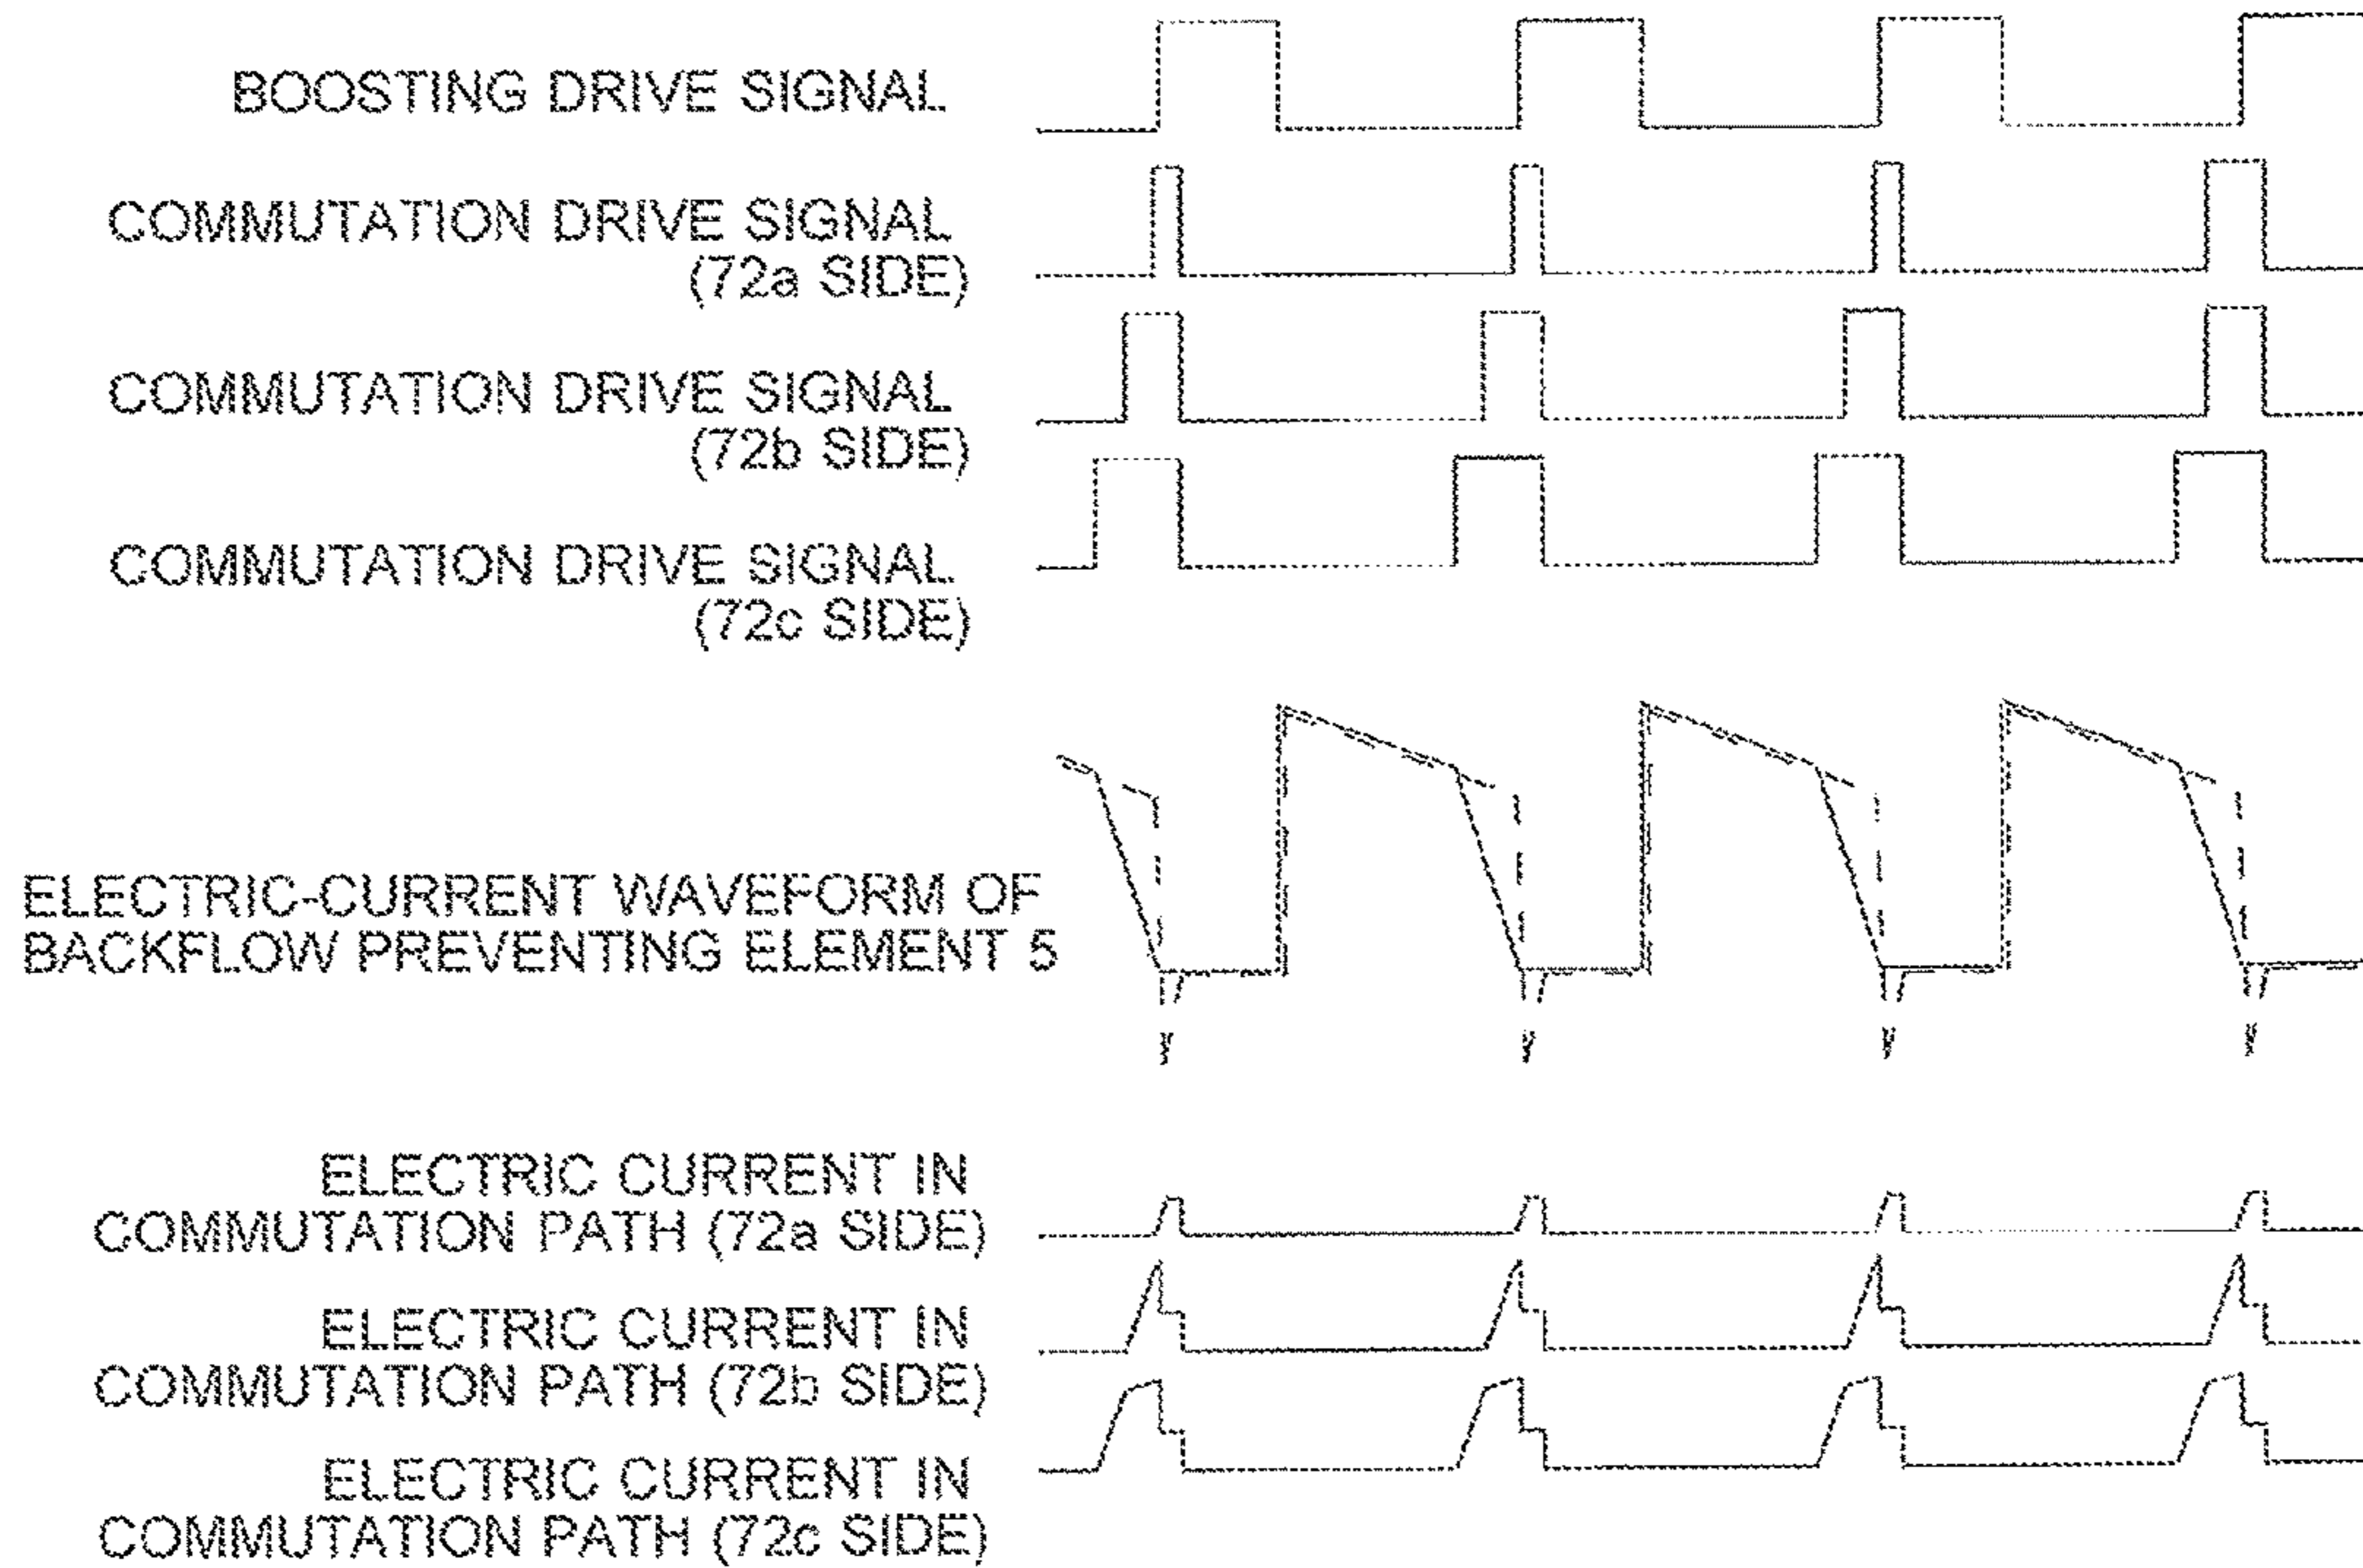 BOOSTING DRIVE SIGNAL
COMMUTATION DRIVE SIGNAL
(72a SIDE)
COMMUTATION DRIVE SIGNAL
(72b SIDE)
COMMUTATION DRIVE SIGNAL
(72c SIDE)
ELECTRIC-CURRENT WAVEFORM OF
BACKFLOW PREVENTING ELEMENT 5
ELECTRIC CURRENT IN
COMMUTATION PATH (72a SIDE)
ELECTRIC CURRENT IN
COMMUTATION PATH (72b SIDE)
ELECTRIC CURRENT IN
COMMUTATION PATH (72c SIDE)